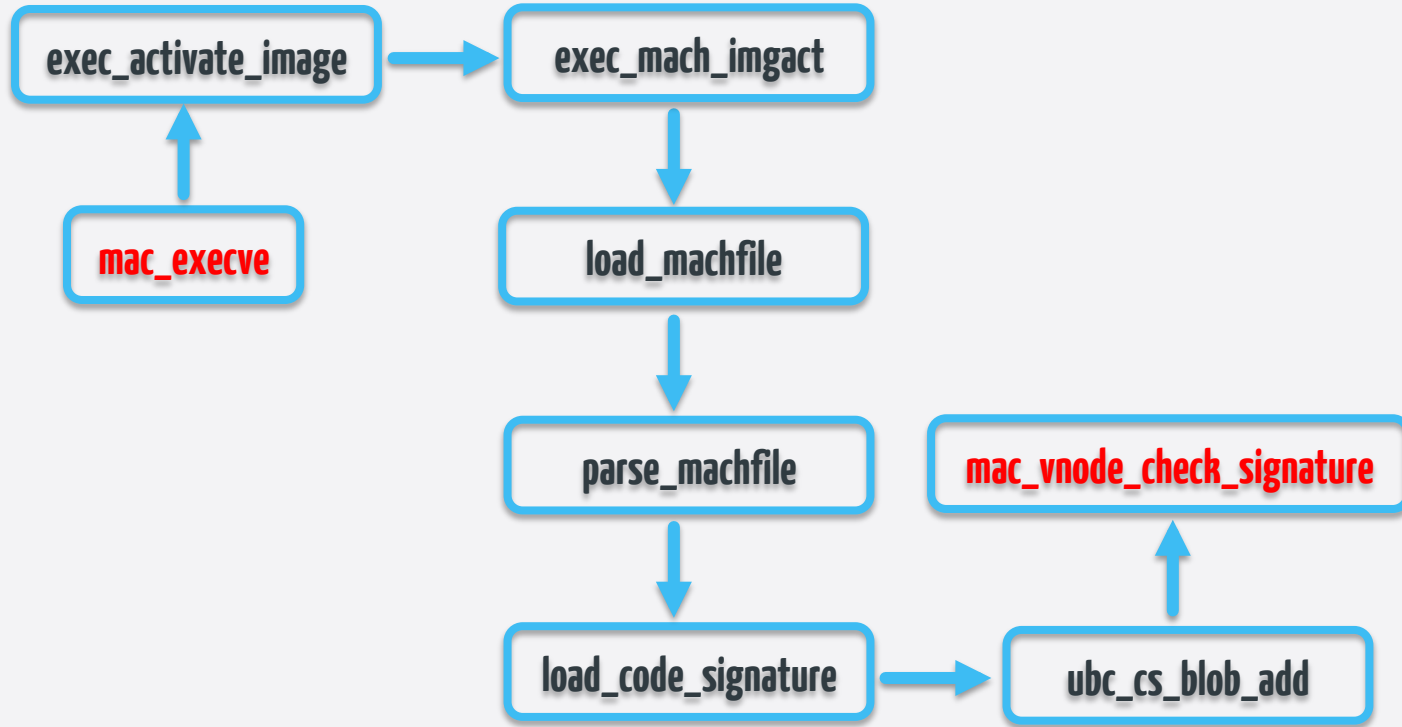 exec_activate_image
exec_mach_imgact
mac_execve
load_machfile
parse_machfile
mac_vnode_check_signature
load_code_signature
ubc_cs_blob_add